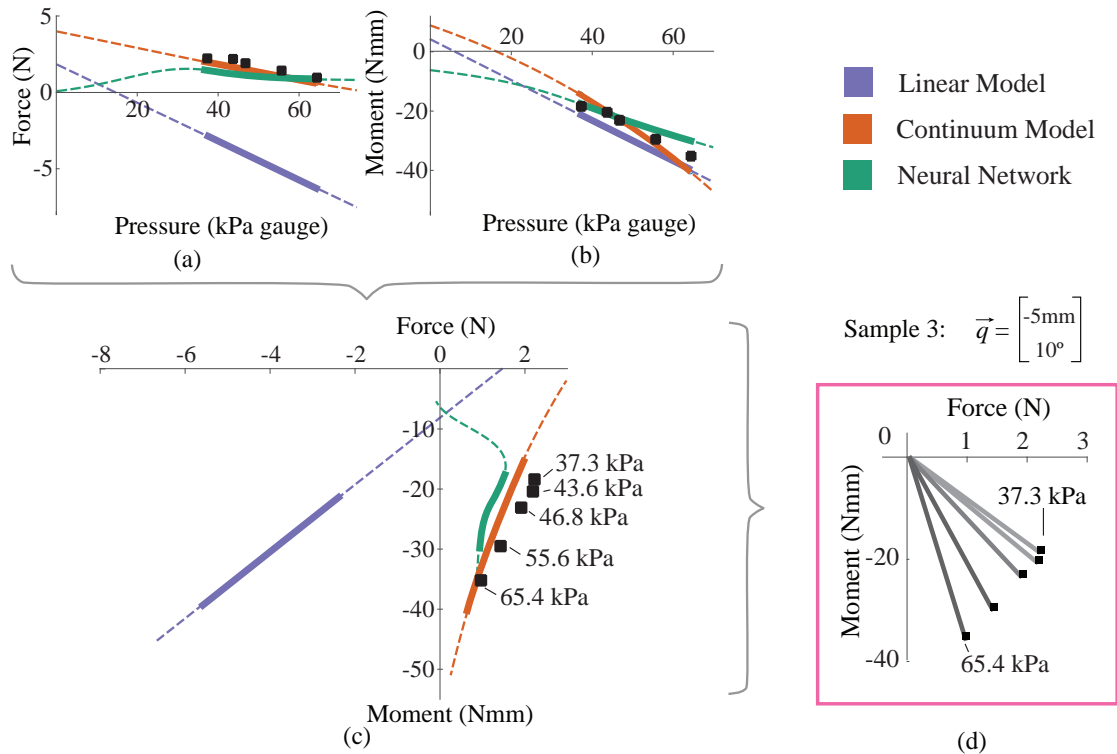 5
0
-5
20
40
60
Force (N)
Pressure (kPa gauge)
(a)
0
-20
-40
20
40
60
Moment (Nmm)
Pressure (kPa gauge)
(b)
Linear Model
Continuum Model
Neural Network
Force (N)
-8
-6
-4
-2
0
2
-10
-20
-30
-40
-50
37.3 kPa
43.6 kPa
46.8 kPa
55.6 kPa
65.4 kPa
Moment (Nmm)
(c)
Sample 3: q = [-5mm
10º]
Force (N)
0
1
2
3
37.3 kPa
-20
-40
Moment (Nmm)
65.4 kPa
(d)